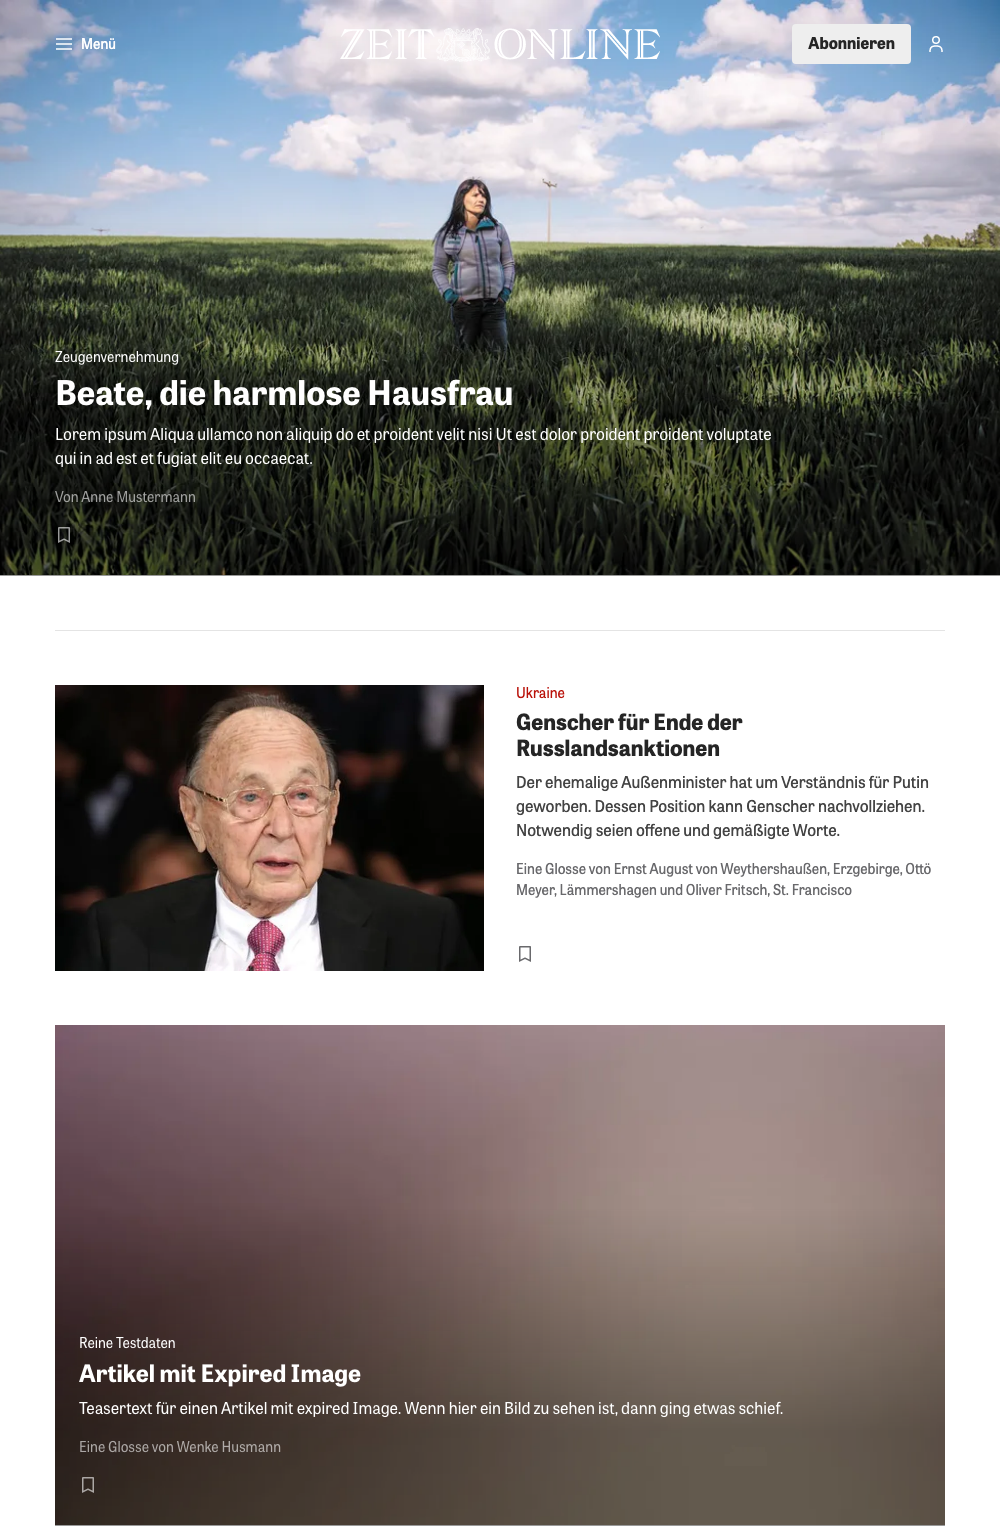 Menü
ZEIT ONLINE
Abonnieren
Zeugenvernehmung
Beate, die harmlose Hausfrau
Lorem ipsum Aliqua ullamco non aliquip do et proident velit nisi Ut est dolor proident proident voluptate
qui in ad est et fugiat elit eu occaecat.
Von Anne Mustermann
Ukraine
Genscher für Ende der
Russlandsanktionen
Der ehemalige Außenminister hat um Verständnis für Putin
geworben. Dessen Position kann Genscher nachvollziehen.
Notwendig seien offene und gemäßigte Worte.
Eine Glosse von Ernst August von Weythershaußen, Erzgebirge, Ottö
Meyer, Lämmershagen und Oliver Fritsch, St. Francisco
Reine Testdaten
Artikel mit Expired Image
Teasertext für einen Artikel mit expired Image. Wenn hier ein Bild zu sehen ist, dann ging etwas schief.
Eine Glosse von Wenke Husmann